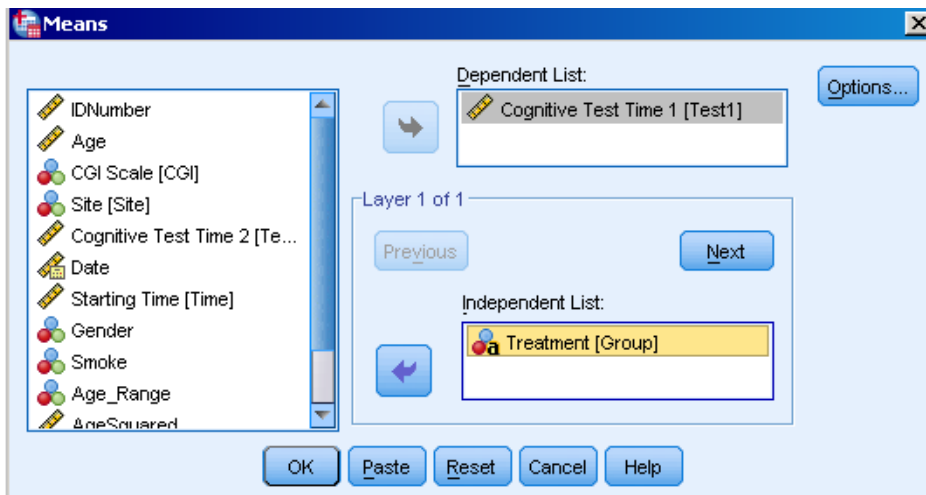 Means
Dependent List:
Options...
IDNumber
Age
CGI Scale [CGI]
Site [Site]
Cognitive Test Time 2 [Te...
Date
Starting Time [Time]
Gender
Smoke
Age_Range
AgeSquared
Cognitive Test Time 1 [Test1]
Layer 1 of 1
Previous
Next
Independent List:
a Treatment [Group]
OK
Paste
Reset
Cancel
Help